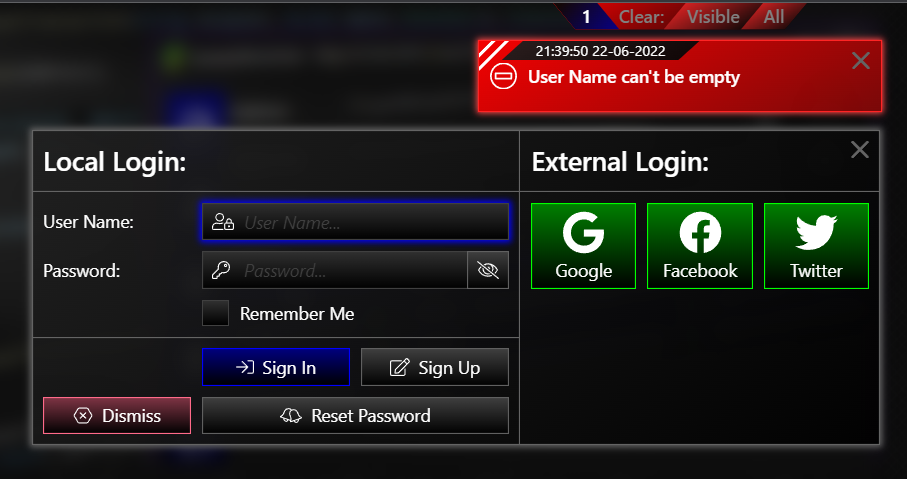 1 Clear: Visible All
21:39:50 22-06-2022
User Name can't be empty
Local Login:
External Login:
User Name:
User Name...
Password:
Password...
Remember Me
Sign In
Sign Up
Dismiss
Reset Password
Google
Facebook
Twitter